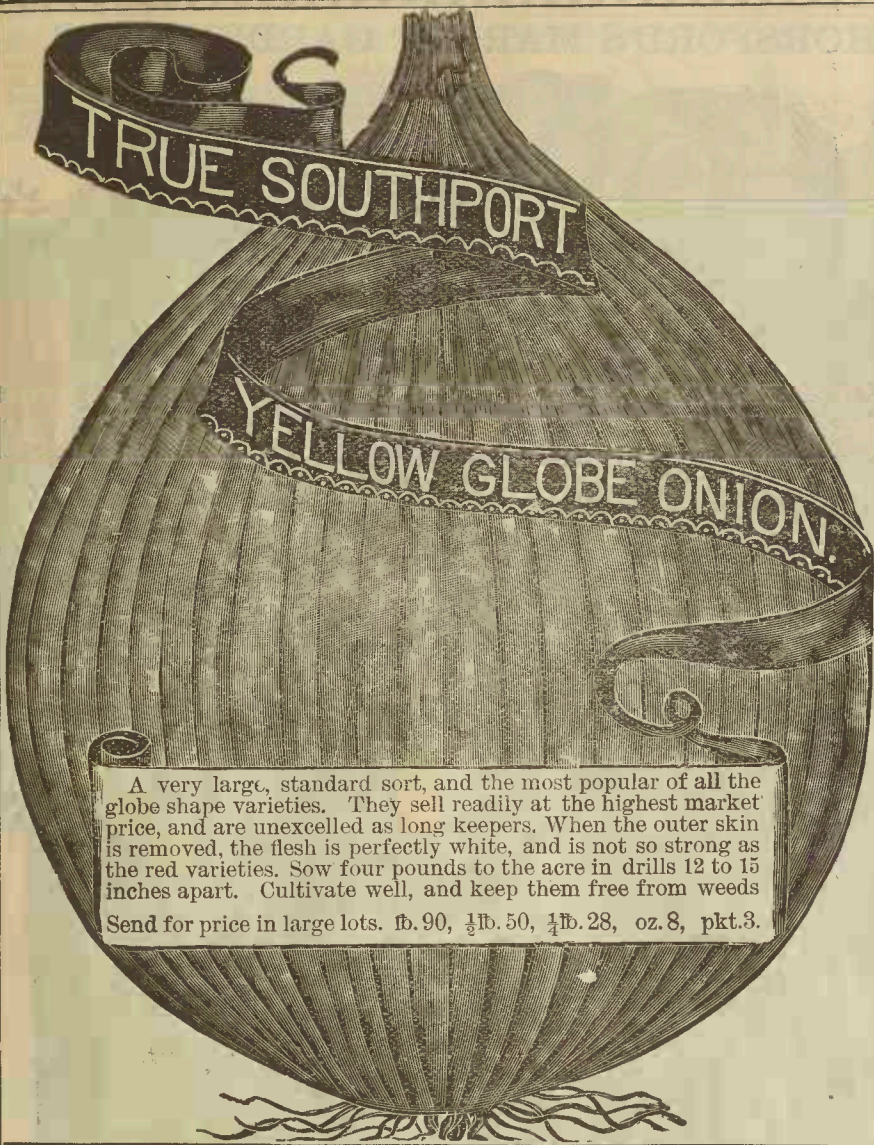 TRUE SOUTHPORT
YELLOW GLOBE ONION.
A very large, standard sort, and the most popular of all the
globe shape varieties. They sell readily at the highest market
price, and are unexcelled as long keepers. When the outer skin
is removed, the flesh is perfectly white, and is not so strong as
the red varieties. Sow four pounds to the acre in drills 12 to 15
inches apart. Cultivate well, and keep them free from weeds
Send for price in large lots. ℔. 90, ½℔. 50, ¼℔. 28, oz. 8, pkt. 3.